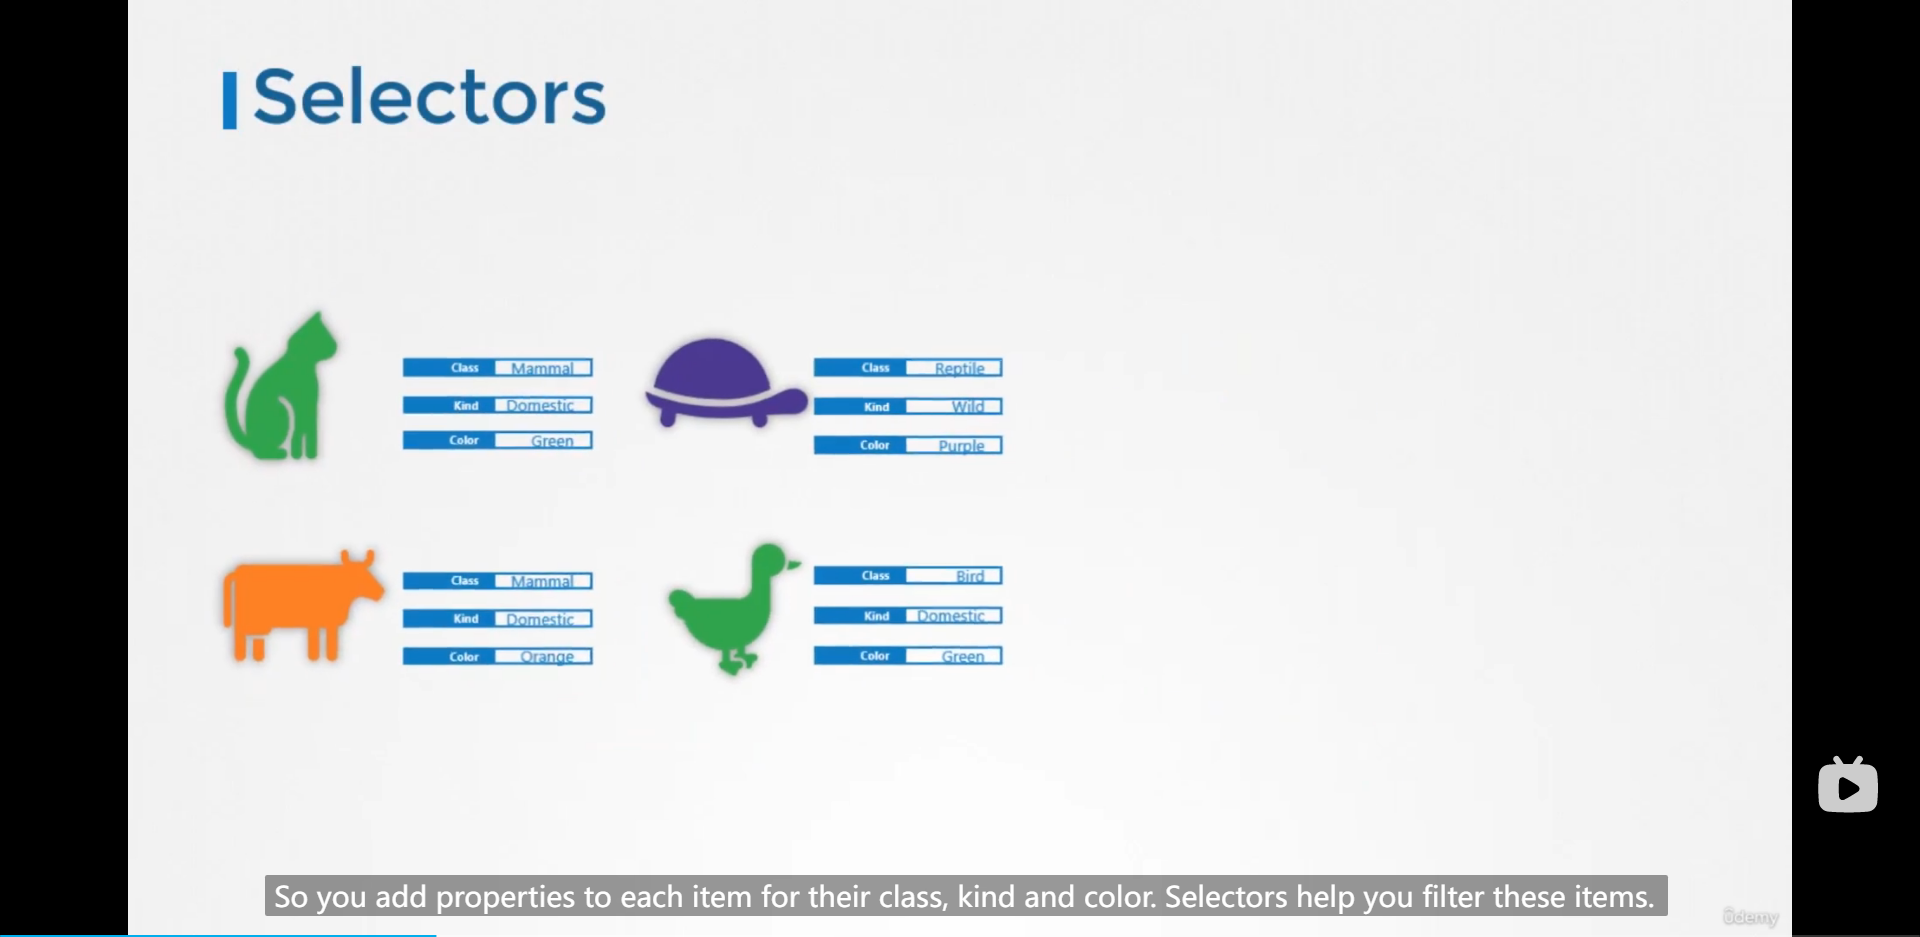 Selectors
Class Mammal
Kind Domestic
Color Green
Class Reptile
Kind Wild
Color Purple
Class Mammal
Kind Domestic
Color Orange
Class Bird
Kind Domestic
Color Green
So you add properties to each item for their class, kind and color. Selectors help you filter these items.
ûdemy